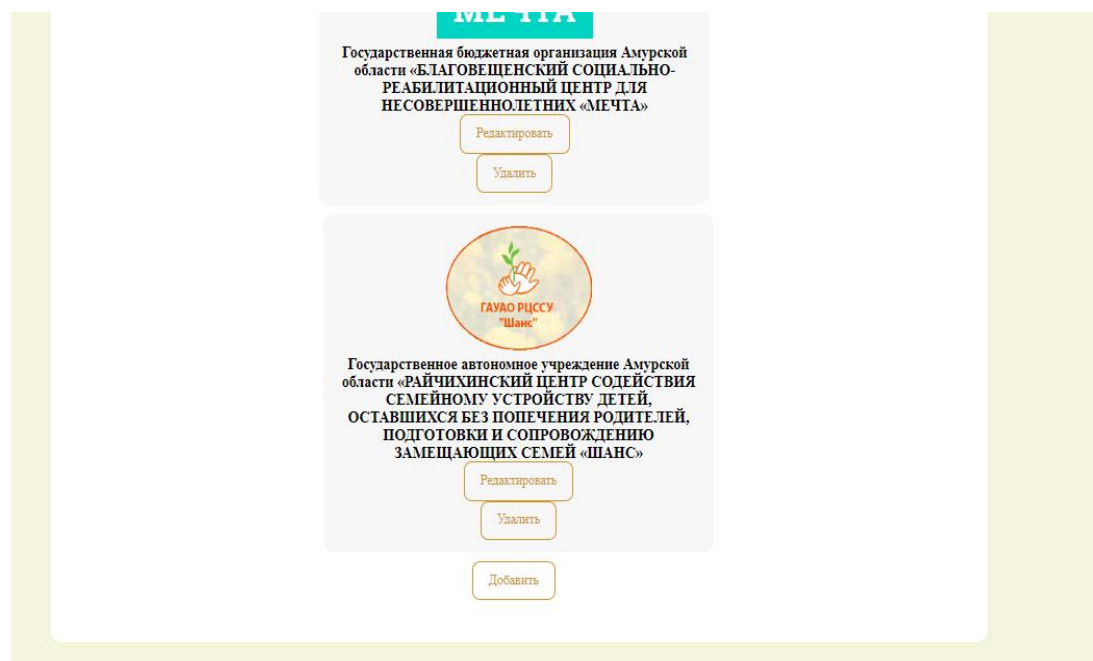 МЕЧТА
Государственная бюджетная организация Амурской
области «БЛАГОВЕЩЕНСКИЙ СОЦИАЛЬНО-
РЕАБИЛИТАЦИОННЫЙ ЦЕНТР ДЛЯ
НЕСОВЕРШЕННОЛЕТНИХ «МЕЧТА»
Редактировать
Удалить
ГАУАО РЦССУ
"Шанс"
Государственное автономное учреждение Амурской
области «РАЙЧИХИНСКИЙ ЦЕНТР СОДЕЙСТВИЯ
СЕМЕЙНОМУ УСТРОЙСТВУ ДЕТЕЙ,
ОСТАВШИХСЯ БЕЗ ПОПЕЧЕНИЯ РОДИТЕЛЕЙ,
ПОДГОТОВКИ И СОПРОВОЖДЕНИЮ
ЗАМЕЩАЮЩИХ СЕМЕЙ «ШАНС»
Редактировать
Удалить
Добавить